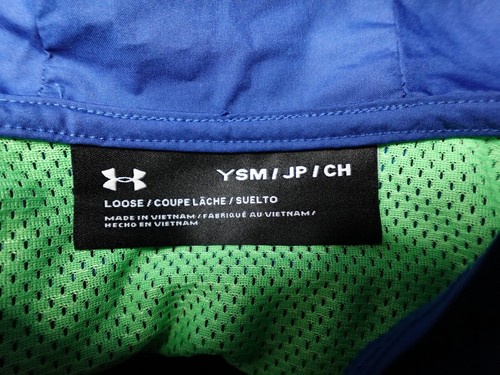 YSM / JP / CH
LOOSE / COUPE LÂCHE / SUELTO
MADE IN VIETNAM / FABRIQUÉ AU VIETNAM /
HECHO EN VIETNAM